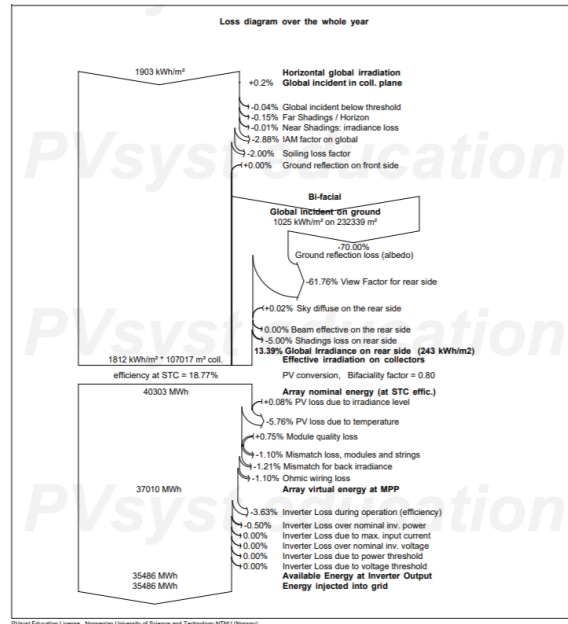 Loss diagram over the whole year
1903 kWh/m² Horizontal global irradiation
+0.2% Global incident in coll. plane
-0.04% Global incident below threshold
-0.15% Far Shadings / Horizon
-0.01% Near Shadings: irradiance loss
-2.88% IAM factor on global
-2.00% Soiling loss factor
+0.00% Ground reflection on front side
Bi-facial
Global incident on ground
1025 kWh/m² on 232339 m²
-70.00%
Ground reflection loss (albedo)
-61.76% View Factor for rear side
+0.02% Sky diffuse on the rear side
0.00% Beam effective on the rear side
-5.00% Shadings loss on rear side
13.39% Global Irradiance on rear side (243 kWh/m2)
1812 kWh/m² * 107017 m² coll. Effective irradiation on collectors
efficiency at STC = 18.77% PV conversion, Bifaciality factor = 0.80
40303 MWh Array nominal energy (at STC effic.)
+0.08% PV loss due to irradiance level
-5.76% PV loss due to temperature
+0.75% Module quality loss
-1.10% Mismatch loss, modules and strings
-1.21% Mismatch for back irradiance
-1.10% Ohmic wiring loss
37010 MWh Array virtual energy at MPP
-3.63% Inverter Loss during operation (efficiency)
-0.50% Inverter Loss over nominal inv. power
0.00% Inverter Loss due to max. input current
0.00% Inverter Loss over nominal inv. voltage
0.00% Inverter Loss due to power threshold
0.00% Inverter Loss due to voltage threshold
35486 MWh Available Energy at Inverter Output
35486 MWh Energy injected into grid
PVsyst education
PVsyst education
PVsyst Education License, Norwegian University of Science and Technology NTNU (Norway)